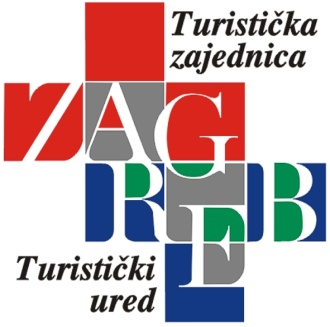 Turistička
zajednica
ZAG
REB
Turistički
ured